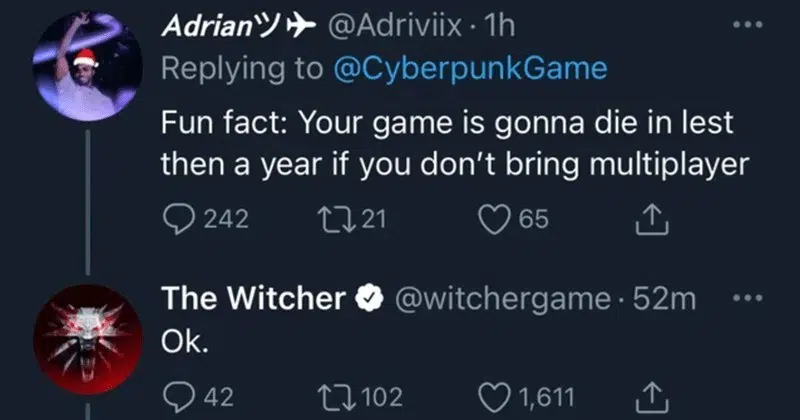 Adrianツ✈ @Adriviix · 1h
Replying to @CyberpunkGame
Fun fact: Your game is gonna die in lest
then a year if you don't bring multiplayer
242 21 65
The Witcher @witchergame · 52m
Ok.
42 102 1,611